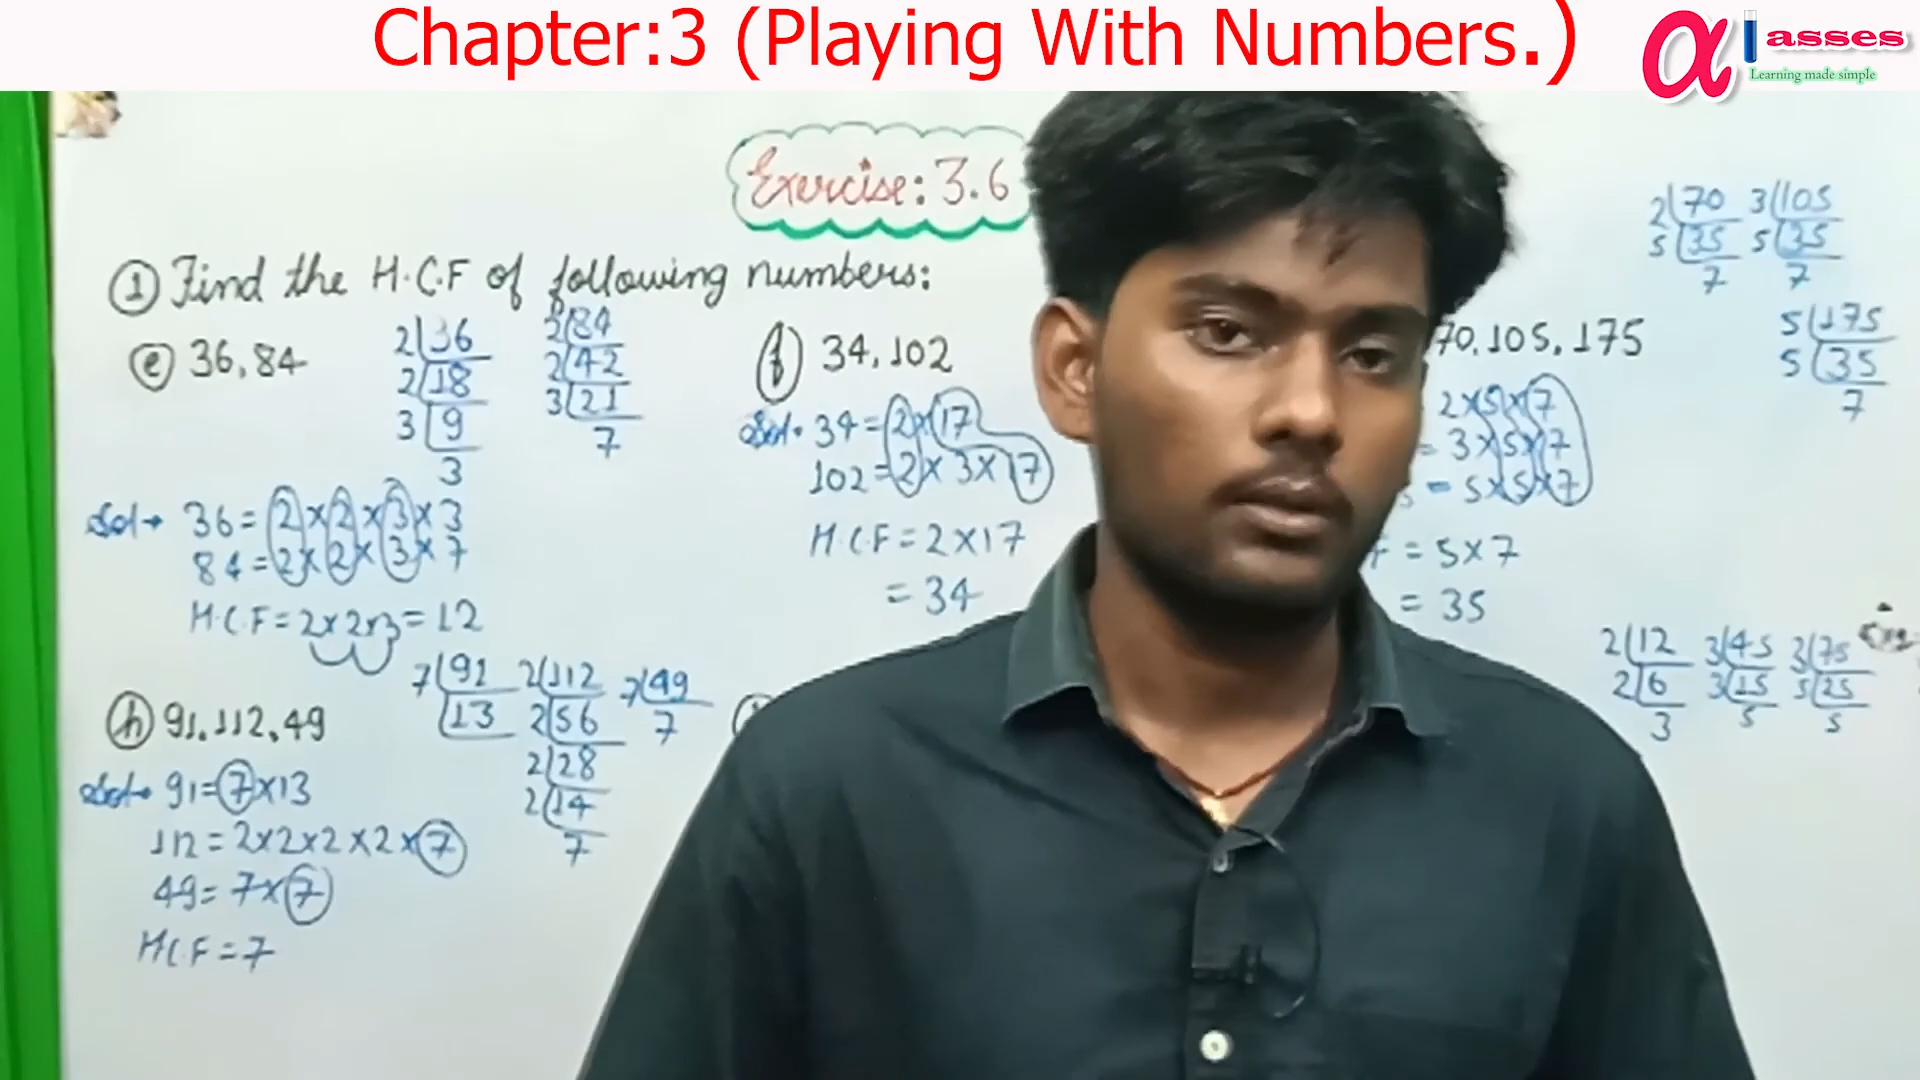 Chapter:3 (Playing With Numbers.)
α lasses
Learning made simple
Exercise: 3.6
① Find the H.C.F of following numbers:
ⓔ 36, 84
2|36
2|18
3|9
3
2|84
2|42
3|21
7
Sol→ 36 = 2×2×3×3
84 = 2×2×3×7
H.C.F = 2×2×3 = 12
ⓕ 34, 102
Sol. 34 = 2×17
102 = 2×3×17
H.C.F = 2×17
= 34
70, 105, 175
2|70
5|35
7
3|105
5|35
7
5|175
5|35
7
2×5×7
= 3×5×7
= 5×5×7
= 5×7
= 35
ⓗ 91, 112, 49
7|91
13
2|112
2|56
2|28
2|14
7
7|49
7
Sol→ 91 = 7×13
112 = 2×2×2×2×7
49 = 7×7
H.C.F = 7
2|12
2|6
3
3|45
3|15
5
3|75
5|25
5